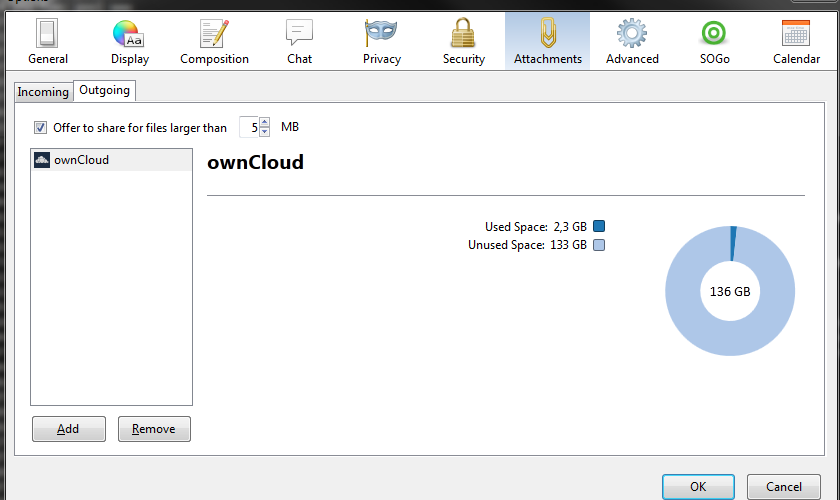 General Display Composition Chat Privacy Security Attachments Advanced SOGo Calendar
Incoming Outgoing
Offer to share for files larger than 5 MB
ownCloud
ownCloud
Used Space: 2,3 GB
Unused Space: 133 GB
136 GB
Add Remove
OK Cancel